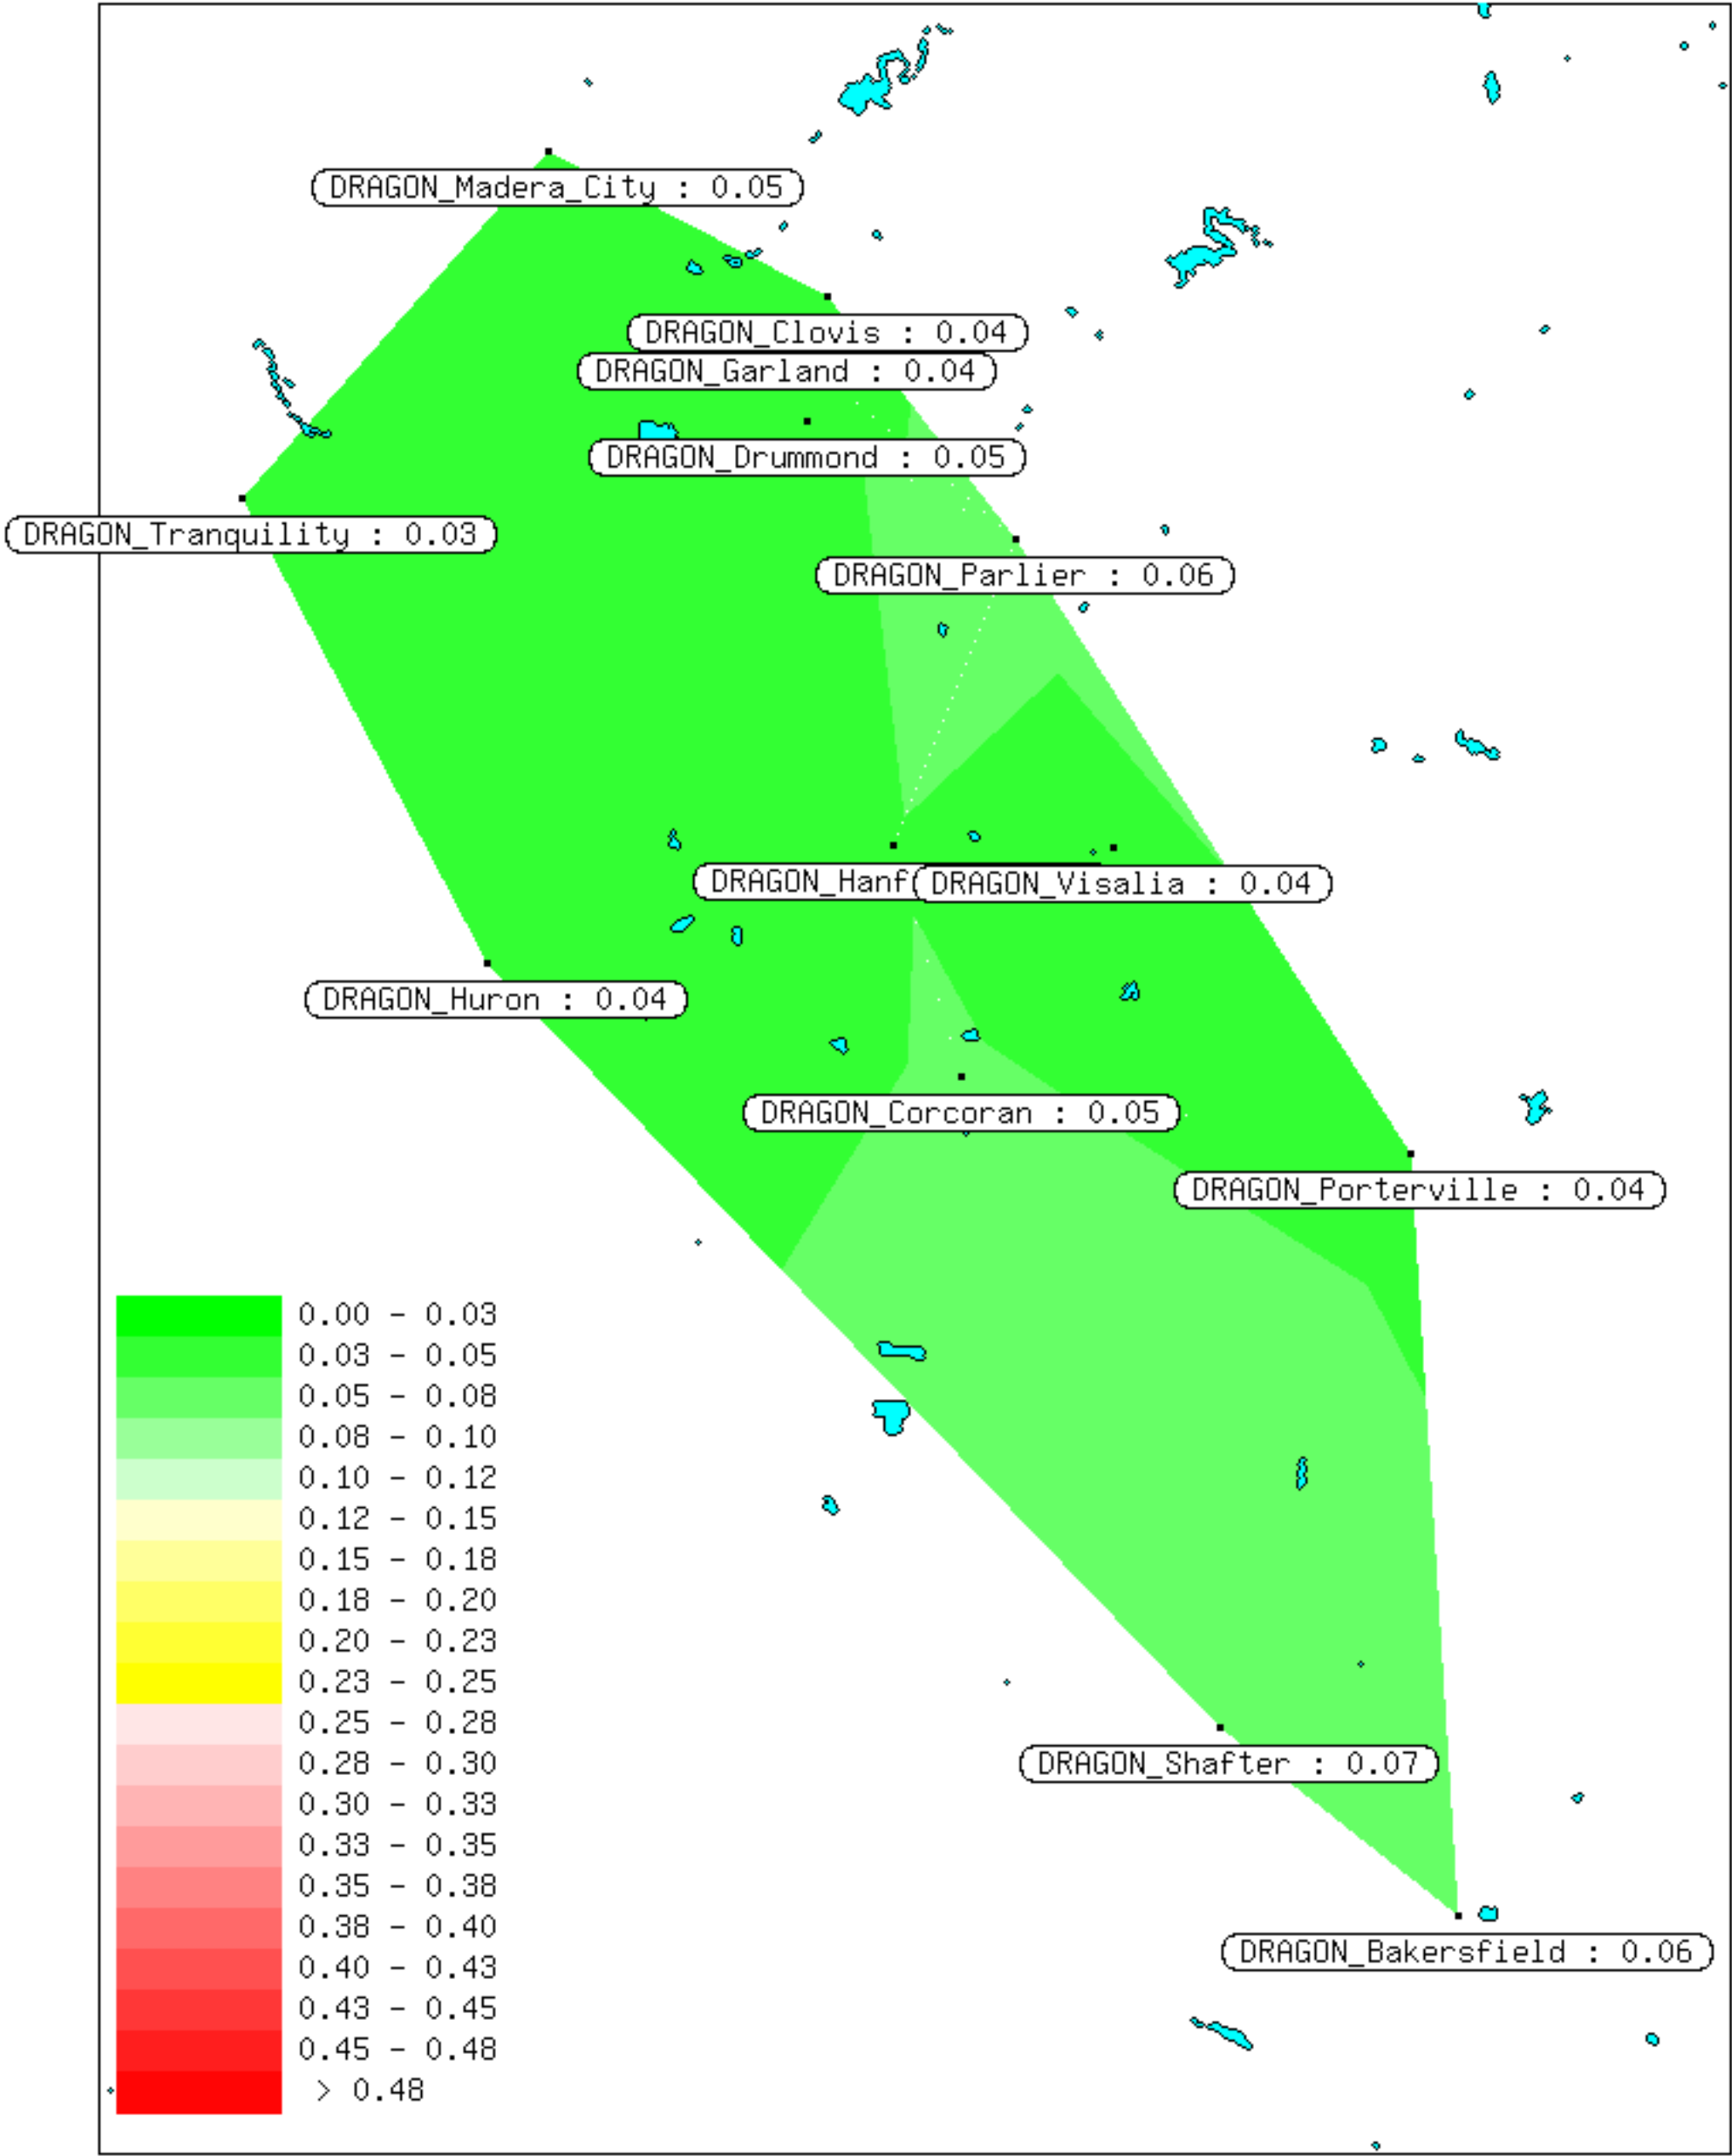 DRAGON_Madera_City : 0.05
DRAGON_Clovis : 0.04
DRAGON_Garland : 0.04
DRAGON_Drummond : 0.05
DRAGON_Tranquility : 0.03
DRAGON_Parlier : 0.06
DRAGON_Hanf
DRAGON_Visalia : 0.04
DRAGON_Huron : 0.04
DRAGON_Corcoran : 0.05
DRAGON_Porterville : 0.04
0.00 - 0.03
0.03 - 0.05
0.05 - 0.08
0.08 - 0.10
0.10 - 0.12
0.12 - 0.15
0.15 - 0.18
0.18 - 0.20
0.20 - 0.23
0.23 - 0.25
0.25 - 0.28
0.28 - 0.30
0.30 - 0.33
0.33 - 0.35
0.35 - 0.38
0.38 - 0.40
0.40 - 0.43
0.43 - 0.45
0.45 - 0.48
> 0.48
DRAGON_Shafter : 0.07
DRAGON_Bakersfield : 0.06